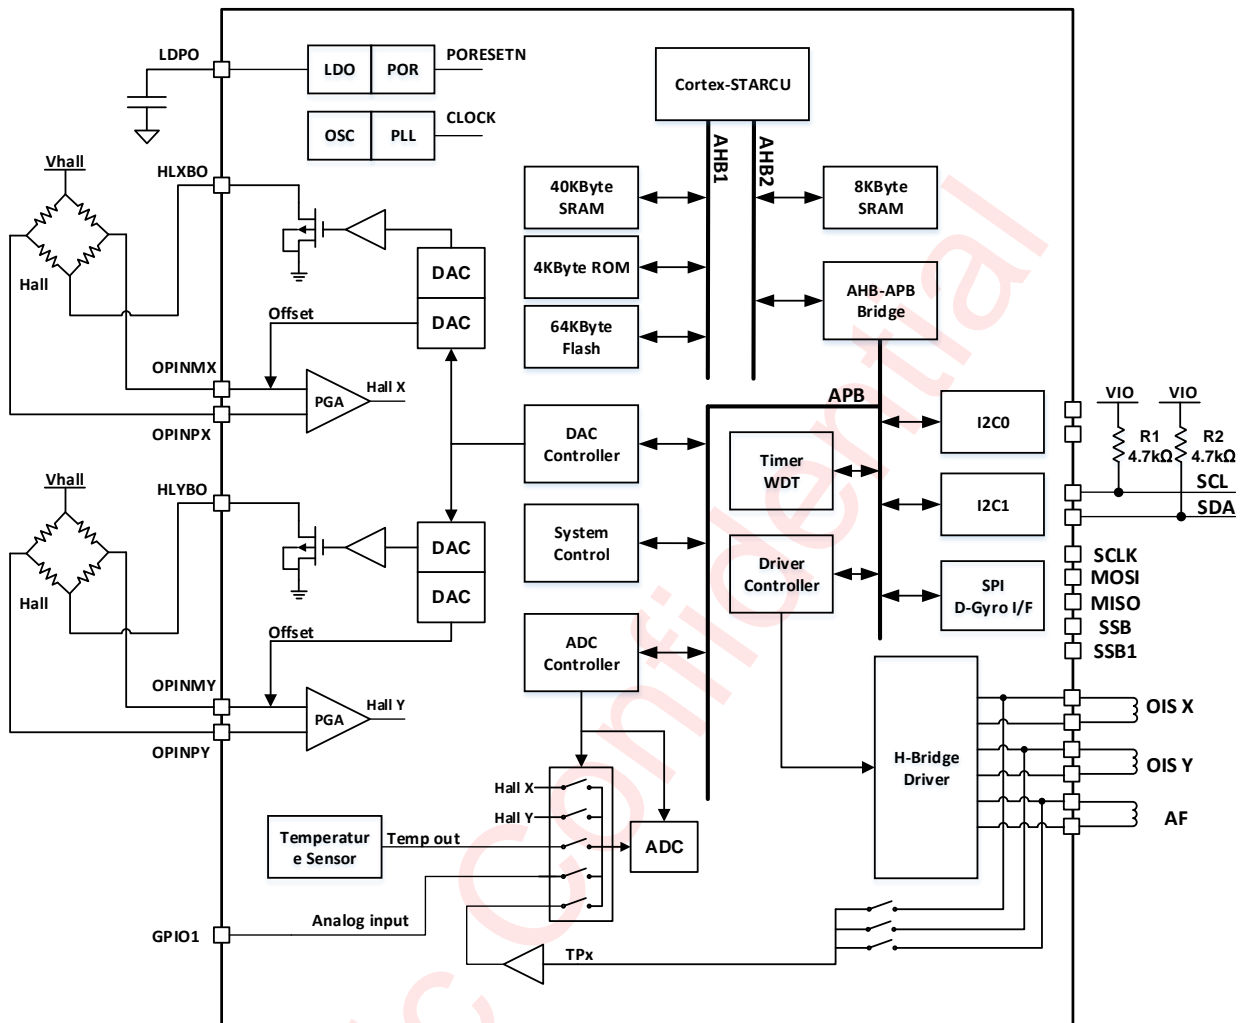 LDPO
LDO
POR
PORESETN
OSC
PLL
CLOCK
Cortex-STARCU
AHB1
AHB2
Vhall
HLXBO
Hall
40KByte
SRAM
8KByte
SRAM
4KByte ROM
64KByte
Flash
AHB-APB
Bridge
DAC
DAC
Offset
OPINMX
OPINPX
PGA
Hall X
APB
DAC
Controller
Timer
WDT
I2C0
I2C1
VIO
VIO
R1
4.7kΩ
R2
4.7kΩ
SCL
SDA
Vhall
HLYBO
Hall
DAC
DAC
System
Control
Driver
Controller
SPI
D-Gyro I/F
SCLK
MOSI
MISO
SSB
SSB1
Offset
OPINMY
OPINPY
PGA
Hall Y
ADC
Controller
H-Bridge
Driver
OIS X
OIS Y
AF
Hall X
Hall Y
Temperatur
e Sensor
Temp out
ADC
GPIO1
Analog input
TPx
c Confidential